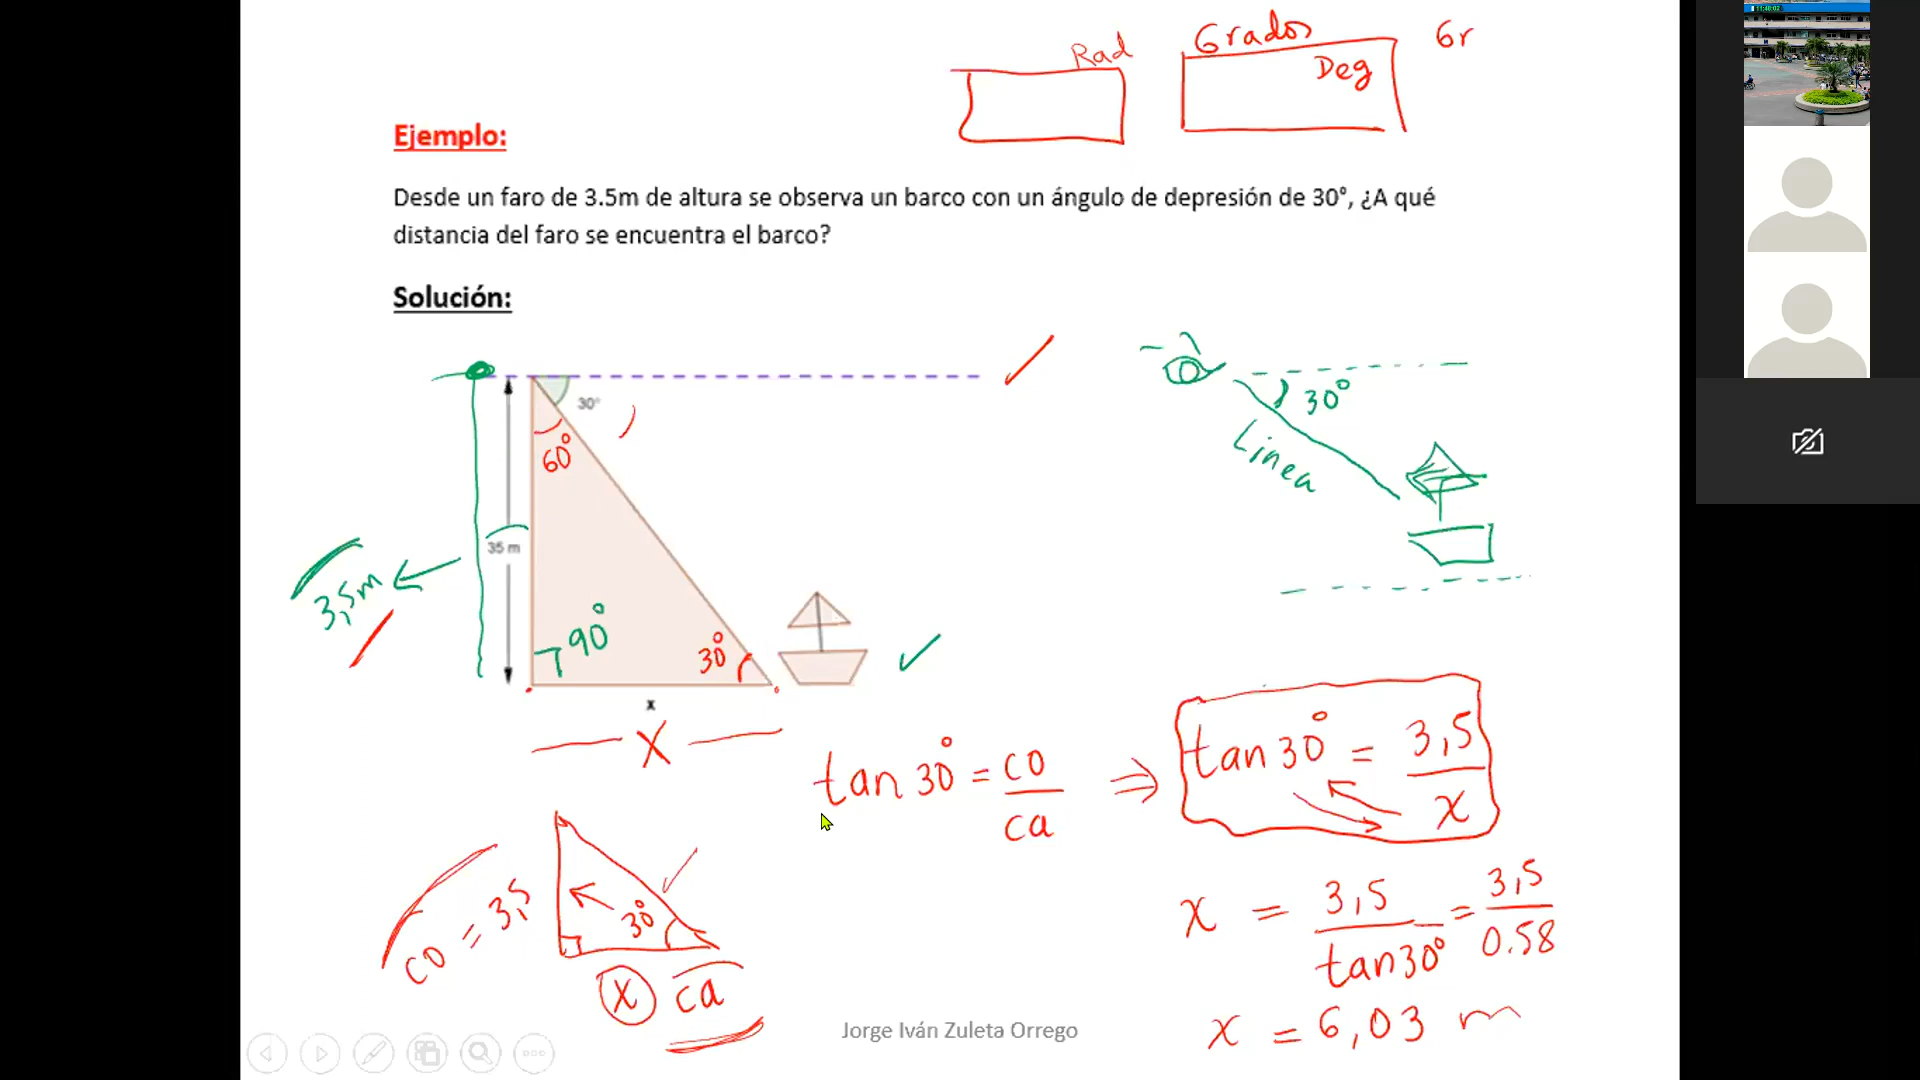 Rad
Grados
Gr
Deg
Ejemplo:
Desde un faro de 3.5m de altura se observa un barco con un ángulo de depresión de 30°, ¿A qué
distancia del faro se encuentra el barco?
Solución:
30°
60°
35 m
3,5m
90°
30°
x
X
30°
Linea
tan 30° = co/ca ⇒ tan 30° = 3,5/x
co = 3,5
30°
x ca
x = 3,5/tan30° = 3,5/0.58
x = 6,03 m
Jorge Iván Zuleta Orrego
11:48:02